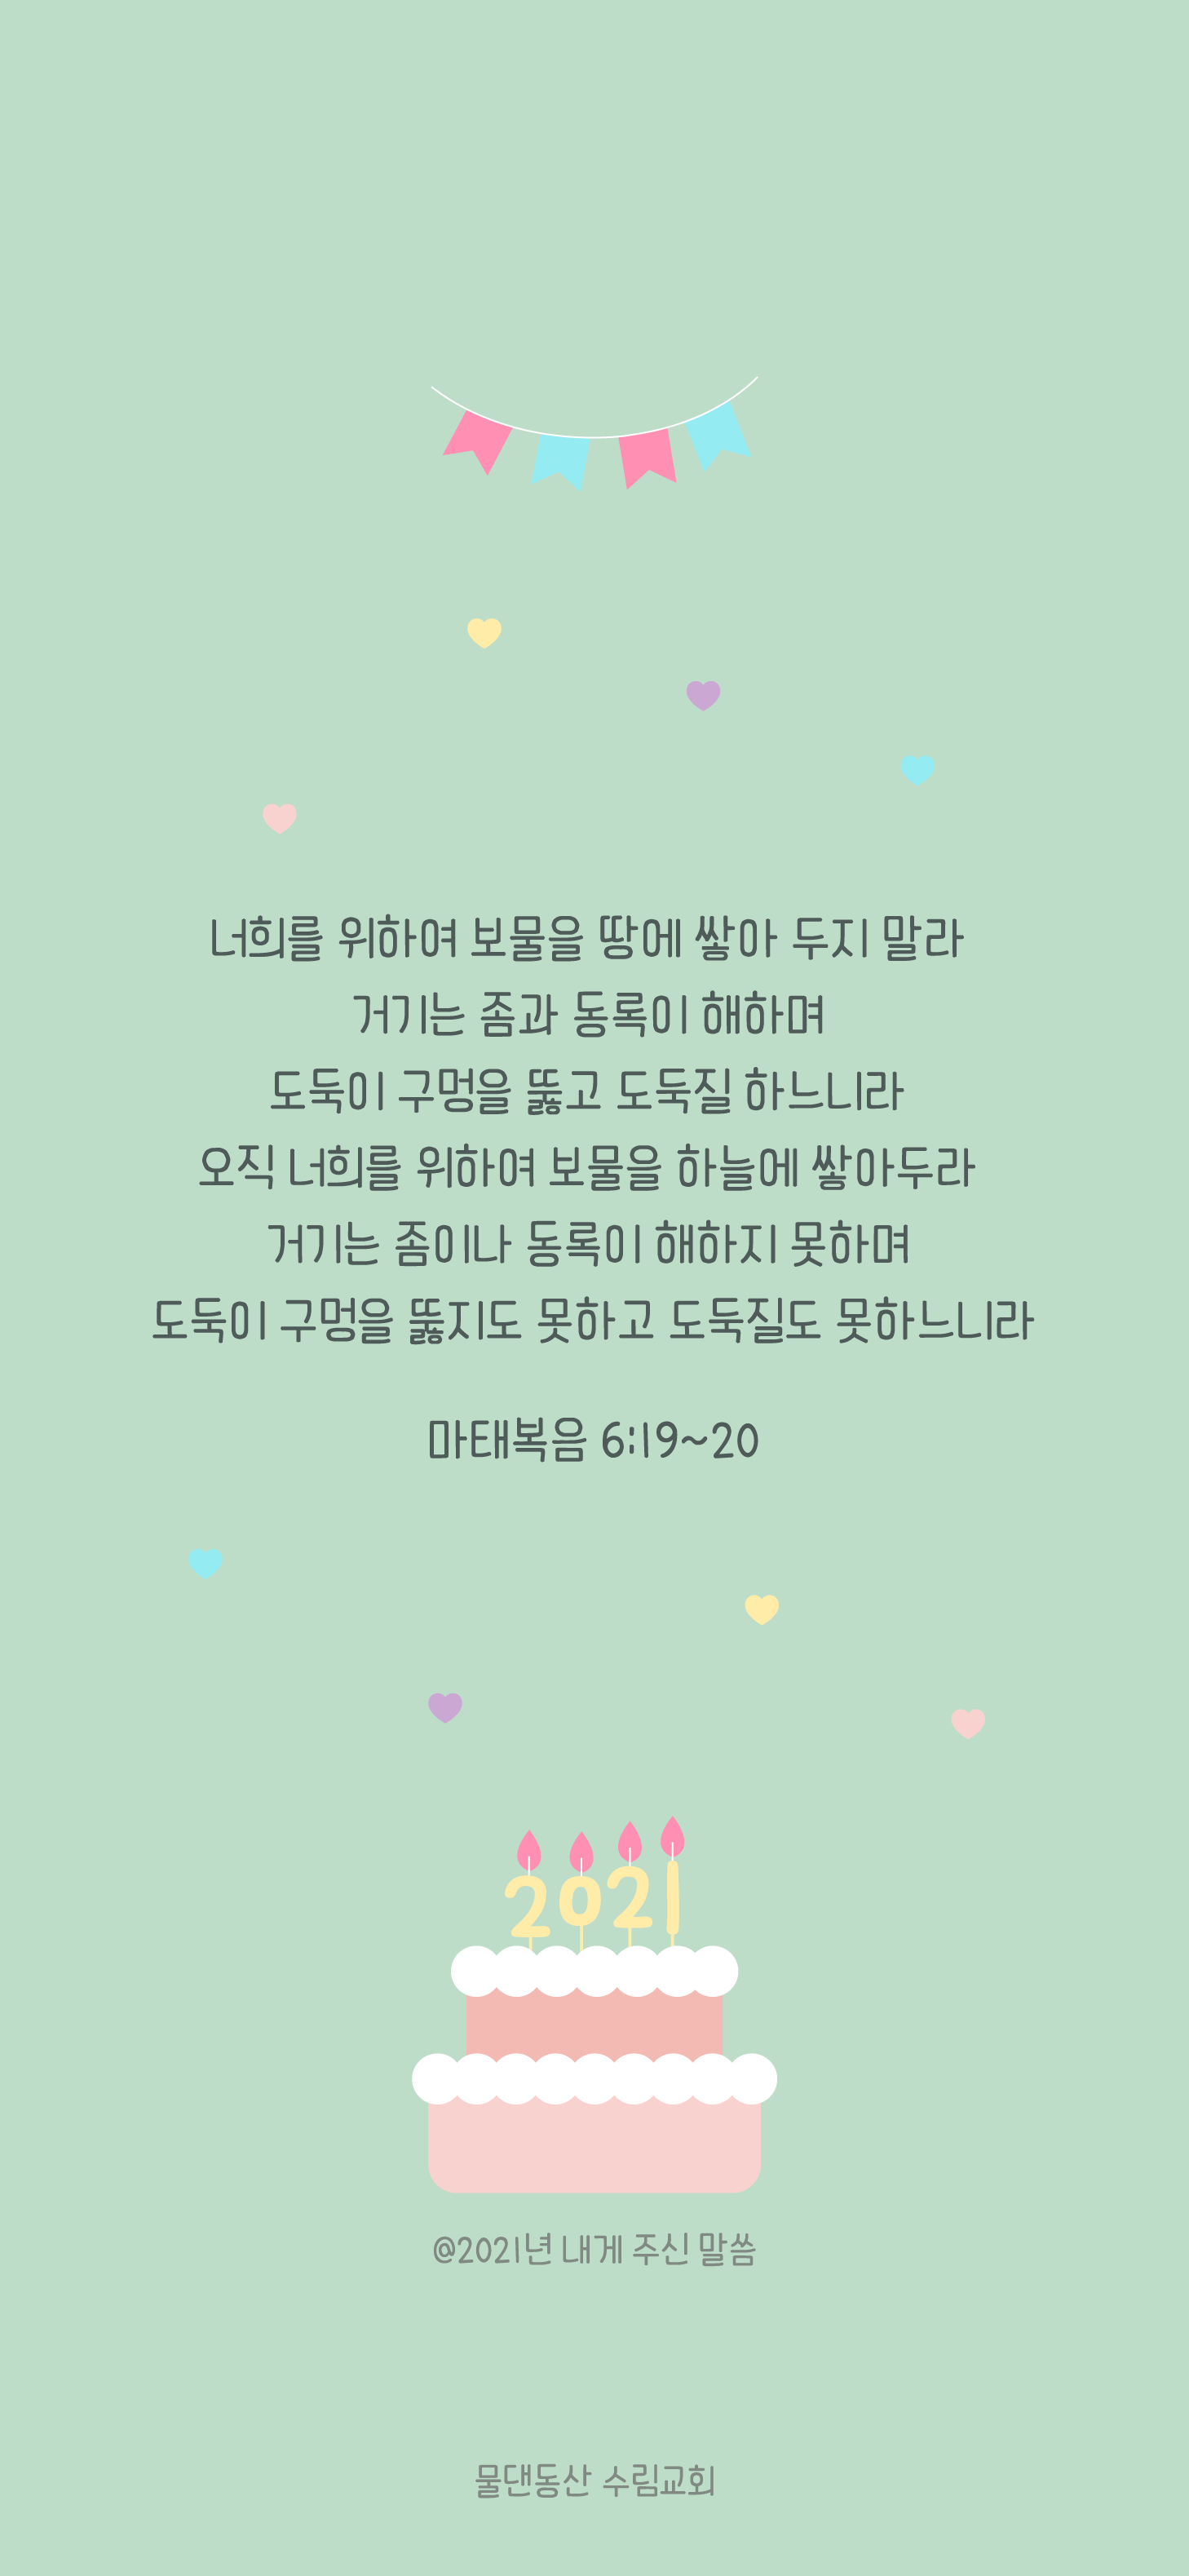 너희를 위하여 보물을 땅에 쌓아 두지 말라
거기는 좀과 동록이 해하며
도둑이 구멍을 뚫고 도둑질 하느니라
오직 너희를 위하여 보물을 하늘에 쌓아두라
거기는 좀이나 동록이 해하지 못하며
도둑이 구멍을 뚫지도 못하고 도둑질도 못하느니라
마태복음 6:19~20
2021
@2021년 내게 주신 말씀
물댄동산 수림교회